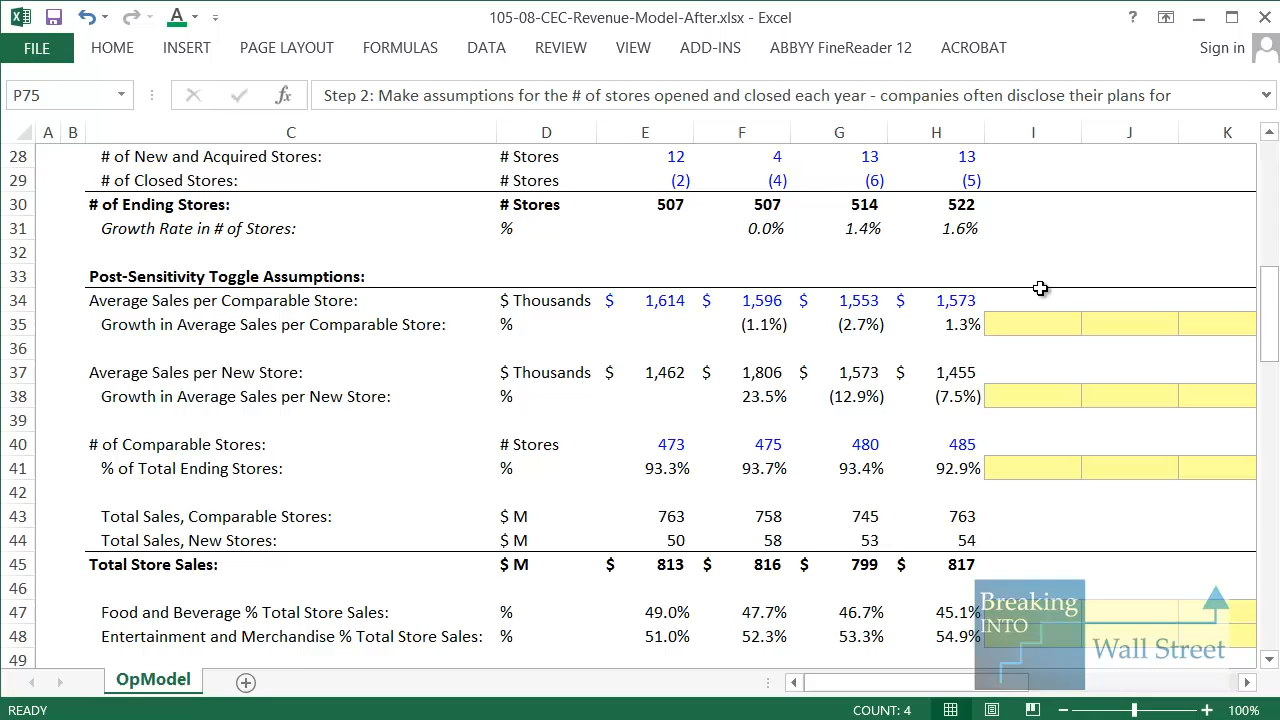 105-08-CEC-Revenue-Model-After.xlsx - Excel
FILE HOME INSERT PAGE LAYOUT FORMULAS DATA REVIEW VIEW ADD-INS ABBYY FineReader 12 ACROBAT Sign in
P75 fx Step 2: Make assumptions for the # of stores opened and closed each year - companies often disclose their plans for
A B C D E F G H I J K
28 # of New and Acquired Stores: # Stores 12 4 13 13
29 # of Closed Stores: # Stores (2) (4) (6) (5)
30 # of Ending Stores: # Stores 507 507 514 522
31 Growth Rate in # of Stores: % 0.0% 1.4% 1.6%
32
33 Post-Sensitivity Toggle Assumptions:
34 Average Sales per Comparable Store: $ Thousands $ 1,614 $ 1,596 $ 1,553 $ 1,573
35 Growth in Average Sales per Comparable Store: % (1.1%) (2.7%) 1.3%
36
37 Average Sales per New Store: $ Thousands $ 1,462 $ 1,806 $ 1,573 $ 1,455
38 Growth in Average Sales per New Store: % 23.5% (12.9%) (7.5%)
39
40 # of Comparable Stores: # Stores 473 475 480 485
41 % of Total Ending Stores: % 93.3% 93.7% 93.4% 92.9%
42
43 Total Sales, Comparable Stores: $ M 763 758 745 763
44 Total Sales, New Stores: $ M 50 58 53 54
45 Total Store Sales: $ M $ 813 $ 816 $ 799 $ 817
46
47 Food and Beverage % Total Store Sales: % 49.0% 47.7% 46.7% 45.1%
48 Entertainment and Merchandise % Total Store Sales: % 51.0% 52.3% 53.3% 54.9%
49
Breaking
INTO
Wall Street
OpModel
READY COUNT: 4 100%